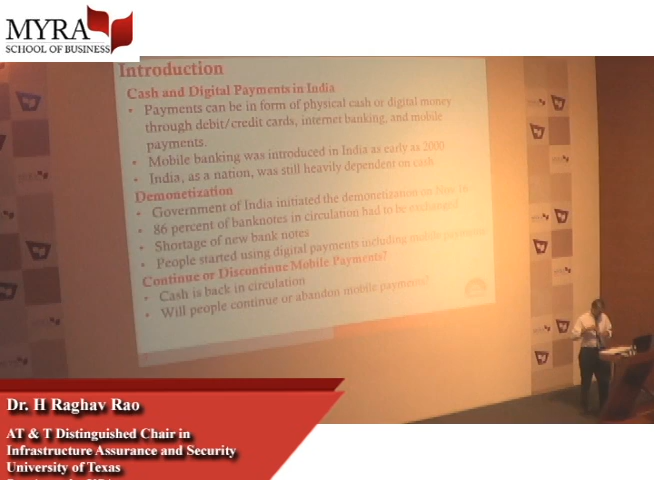 MYRA
SCHOOL OF BUSINESS
Introduction
Cash and Digital Payments in India
• Payments can be in form of physical cash or digital money
through debit/credit cards, internet banking, and mobile
payments.
• Mobile banking was introduced in India as early as 2000
• India, as a nation, was still heavily dependent on cash
Demonetization
• Government of India initiated the demonetization on Nov
• 86 percent of banknotes in circulation had to be exchanged
• Shortage of new bank notes
• People started using digital payments including mobile payments
Continue or Discontinue Mobile Payments?
• Cash is back in circulation
• Will people continue or abandon mobile payments?
Dr. H Raghav Rao
AT & T Distinguished Chair in
Infrastructure Assurance and Security
University of Texas